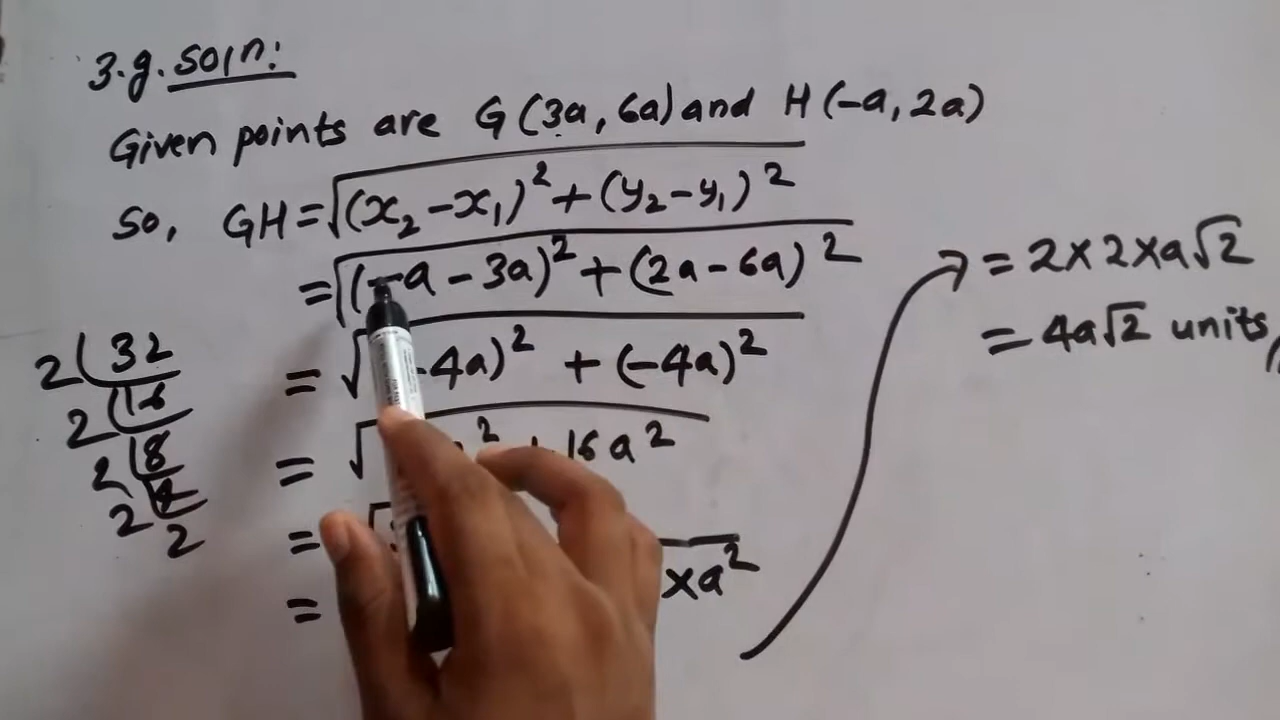 3.g. Soln:
Given points are G(3a, 6a) and H(-a, 2a)
So, GH = √(x₂ - x₁)² + (y₂ - y₁)²
= √(-a - 3a)² + (2a - 6a)²
= √ -4a)² + (-4a)²
= √ ² + 16a²
= √
= xa²
= 2×2×a√2
= 4a√2 units
2 32
2 16
2 8
2 4
2